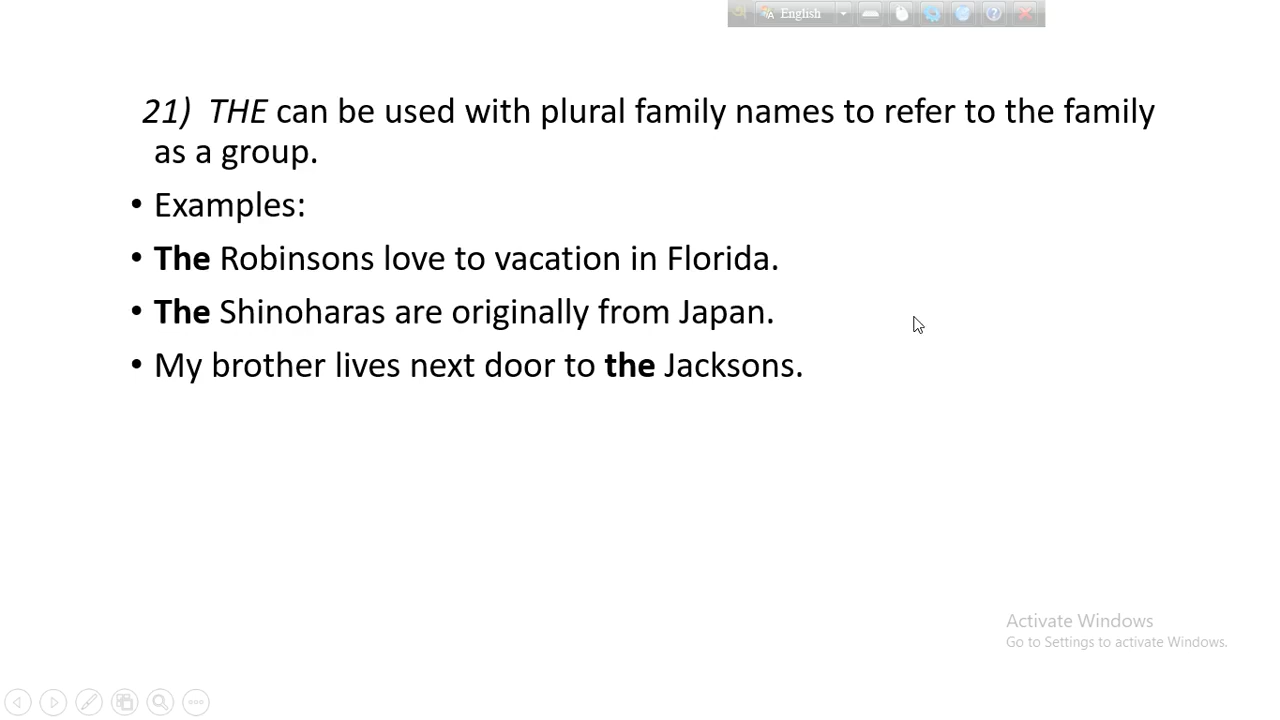 English
21) THE can be used with plural family names to refer to the family
as a group.
• Examples:
• The Robinsons love to vacation in Florida.
• The Shinoharas are originally from Japan.
• My brother lives next door to the Jacksons.
Activate Windows
Go to Settings to activate Windows.